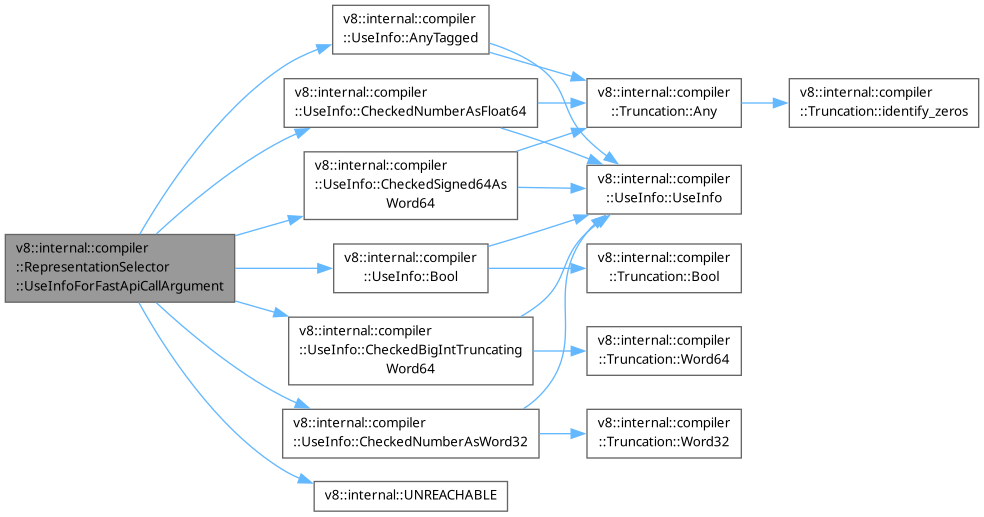 v8::internal::compiler
::RepresentationSelector
::UseInfoForFastApiCallArgument
v8::internal::compiler
::UseInfo::AnyTagged
v8::internal::compiler
::UseInfo::CheckedNumberAsFloat64
v8::internal::compiler
::UseInfo::CheckedSigned64As
Word64
v8::internal::compiler
::UseInfo::Bool
v8::internal::compiler
::UseInfo::CheckedBigIntTruncating
Word64
v8::internal::compiler
::UseInfo::CheckedNumberAsWord32
v8::internal::UNREACHABLE
v8::internal::compiler
::Truncation::Any
v8::internal::compiler
::UseInfo::UseInfo
v8::internal::compiler
::Truncation::Bool
v8::internal::compiler
::Truncation::Word64
v8::internal::compiler
::Truncation::Word32
v8::internal::compiler
::Truncation::identify_zeros